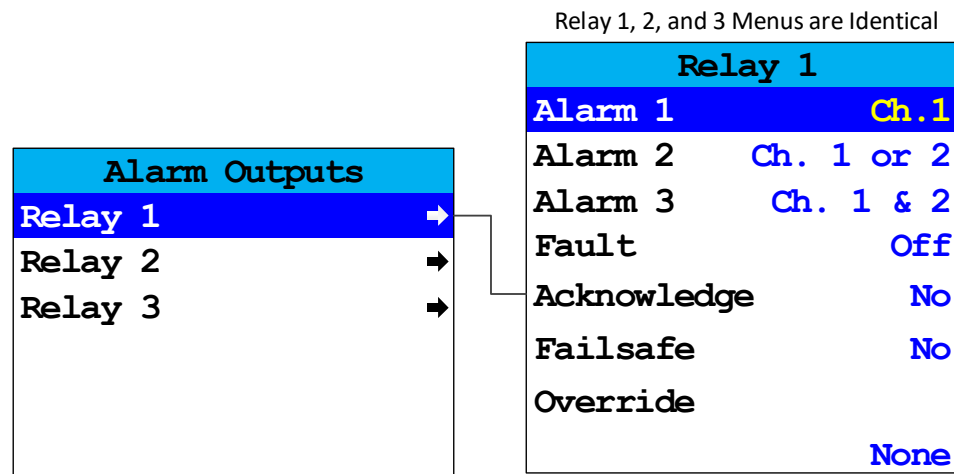 Relay 1, 2, and 3 Menus are Identical
Alarm Outputs
Relay 1
Relay 2
Relay 3
Relay 1
Alarm 1 Ch.1
Alarm 2 Ch. 1 or 2
Alarm 3 Ch. 1 & 2
Fault Off
Acknowledge No
Failsafe No
Override
None